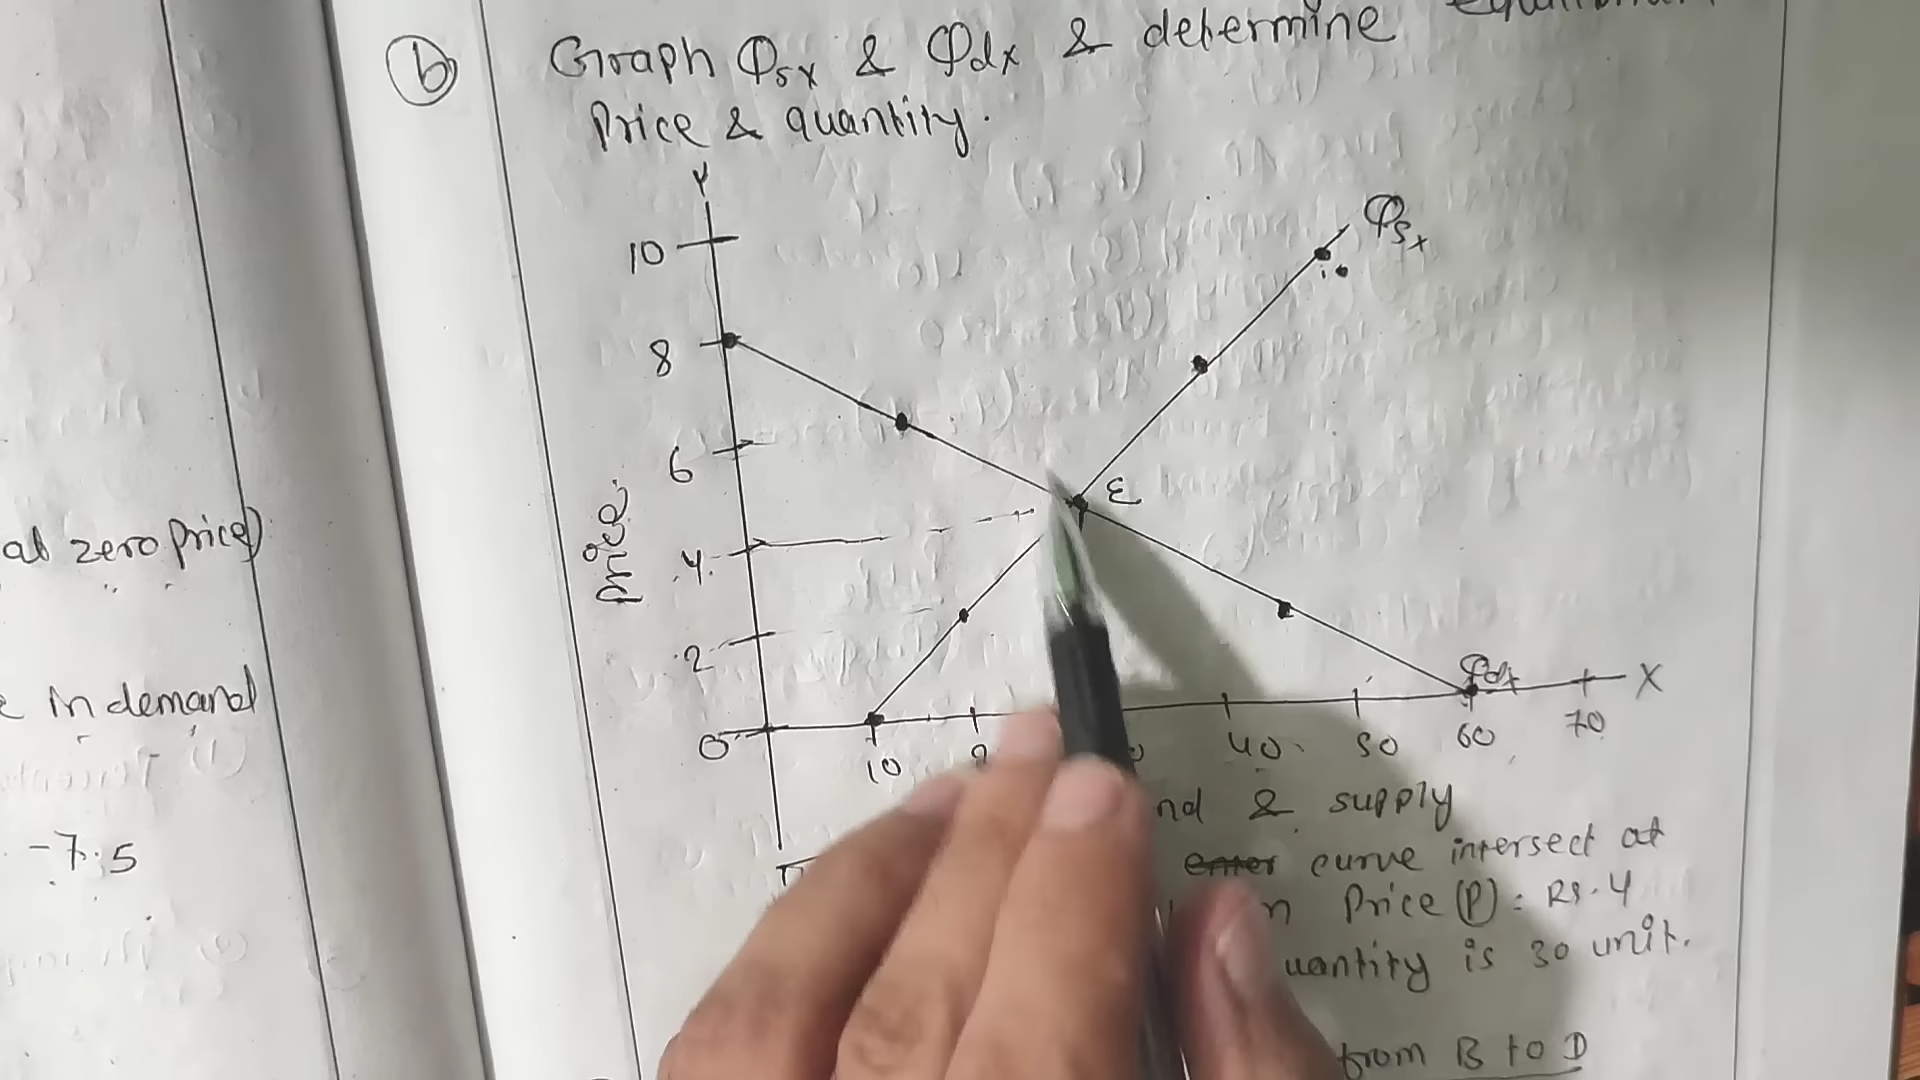 b Graph Qsx & Qdx & determine
Price & quantity.
Y
10
Qsx
8
6
E
Price.
4
2
Qdx
X
0
10
40
50
60
70
at zero price)
in demand
-7.5
& supply
curve intersect at
Price (P) : Rs. 4
is 30 unit.
from B to D